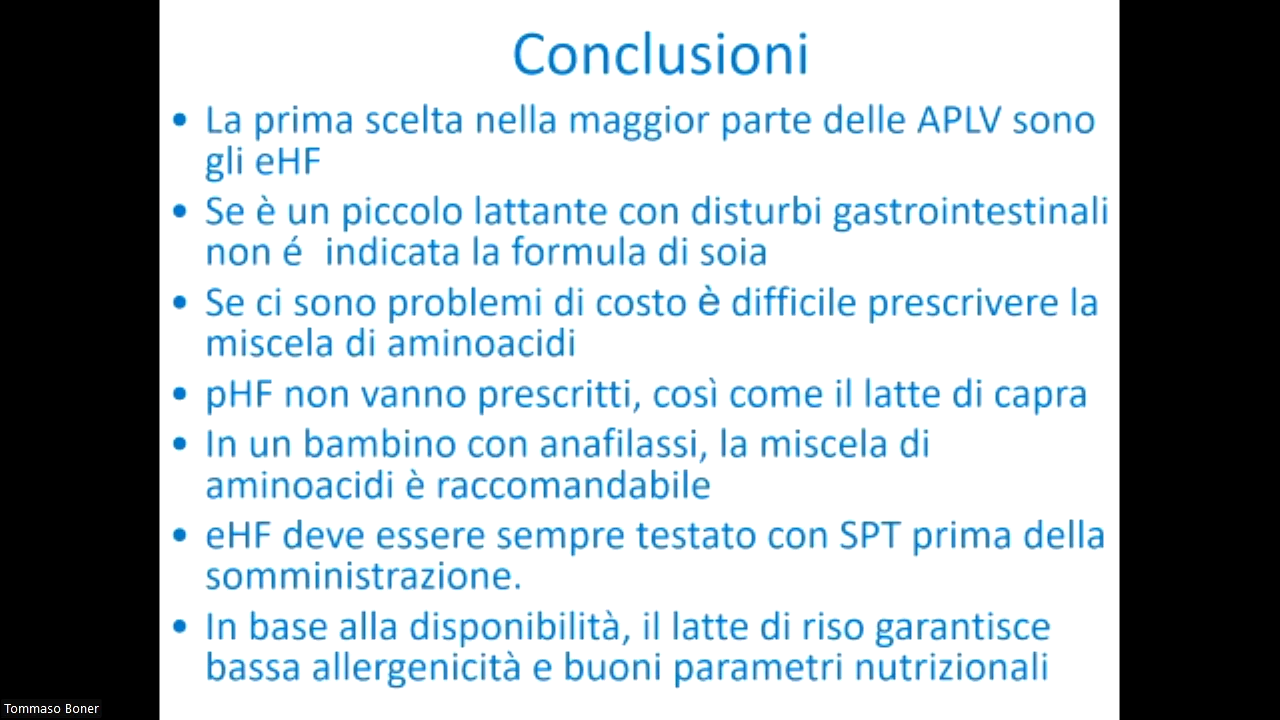 Conclusioni
• La prima scelta nella maggior parte delle APLV sono
gli eHF
• Se è un piccolo lattante con disturbi gastrointestinali
non é  indicata la formula di soia
• Se ci sono problemi di costo è difficile prescrivere la
miscela di aminoacidi
• pHF non vanno prescritti, così come il latte di capra
• In un bambino con anafilassi, la miscela di
aminoacidi è raccomandabile
• eHF deve essere sempre testato con SPT prima della
somministrazione.
• In base alla disponibilità, il latte di riso garantisce
bassa allergenicità e buoni parametri nutrizionali
Tommaso Boner